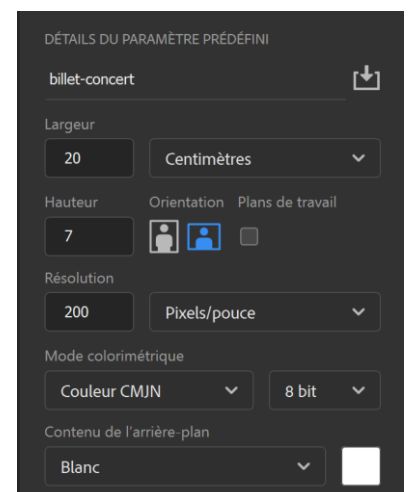 DÉTAILS DU PARAMÈTRE PRÉDÉFINI
billet-concert
Largeur
20 Centimètres
Hauteur Orientation Plans de travail
7
Résolution
200 Pixels/pouce
Mode colorimétrique
Couleur CMJN 8 bit
Contenu de l'arrière-plan
Blanc